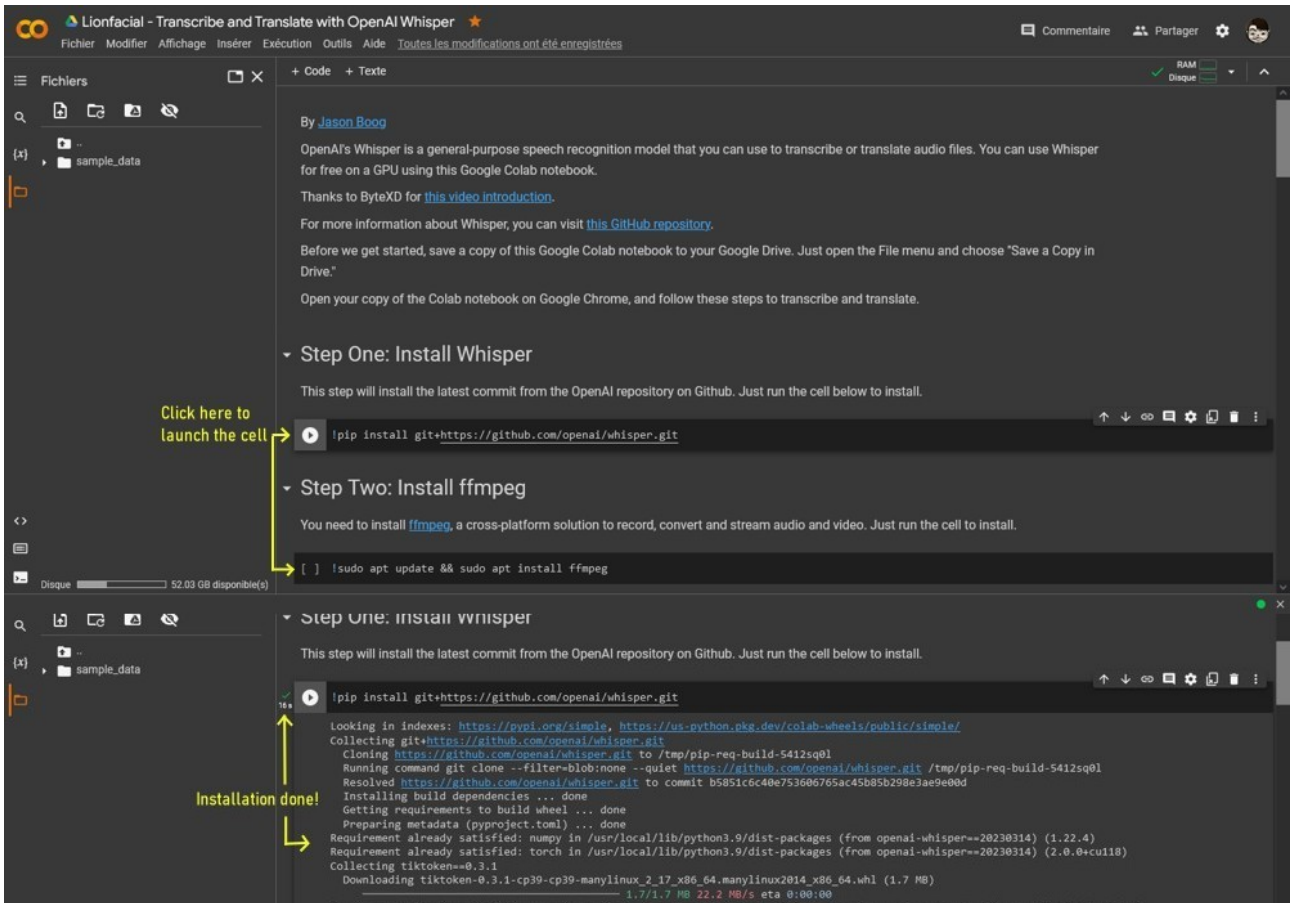 Lionfacial - Transcribe and Translate with OpenAI Whisper
Fichier Modifier Affichage Insérer Exécution Outils Aide Toutes les modifications ont été enregistrées
Commentaire Partager
Fichiers
+ Code + Texte
RAM
Disque
..
sample_data
{x}
By Jason Boog
OpenAI's Whisper is a general-purpose speech recognition model that you can use to transcribe or translate audio files. You can use Whisper
for free on a GPU using this Google Colab notebook.
Thanks to ByteXD for this video introduction.
For more information about Whisper, you can visit this GitHub repository.
Before we get started, save a copy of this Google Colab notebook to your Google Drive. Just open the File menu and choose "Save a Copy in
Drive."
Open your copy of the Colab notebook on Google Chrome, and follow these steps to transcribe and translate.
Step One: Install Whisper
This step will install the latest commit from the OpenAI repository on Github. Just run the cell below to install.
Click here to
launch the cell
!pip install git+https://github.com/openai/whisper.git
Step Two: Install ffmpeg
You need to install ffmpeg, a cross-platform solution to record, convert and stream audio and video. Just run the cell to install.
[ ] !sudo apt update && sudo apt install ffmpeg
Disque 52.03 GB disponible(s)
Step One: Install Whisper
..
sample_data
{x}
This step will install the latest commit from the OpenAI repository on Github. Just run the cell below to install.
16 s
!pip install git+https://github.com/openai/whisper.git
Looking in indexes: https://pypi.org/simple, https://us-python.pkg.dev/colab-wheels/public/simple/
Collecting git+https://github.com/openai/whisper.git
Cloning https://github.com/openai/whisper.git to /tmp/pip-req-build-5412sq0l
Running command git clone --filter=blob:none --quiet https://github.com/openai/whisper.git /tmp/pip-req-build-5412sq0l
Resolved https://github.com/openai/whisper.git to commit b5851c6c40e753606765ac45b85b298e3ae9e00d
Installing build dependencies ... done
Installation done!
Getting requirements to build wheel ... done
Preparing metadata (pyproject.toml) ... done
Requirement already satisfied: numpy in /usr/local/lib/python3.9/dist-packages (from openai-whisper==20230314) (1.22.4)
Requirement already satisfied: torch in /usr/local/lib/python3.9/dist-packages (from openai-whisper==20230314) (2.0.0+cu118)
Collecting tiktoken==0.3.1
Downloading tiktoken-0.3.1-cp39-cp39-manylinux_2_17_x86_64.manylinux2014_x86_64.whl (1.7 MB)
1.7/1.7 MB 22.2 MB/s eta 0:00:00